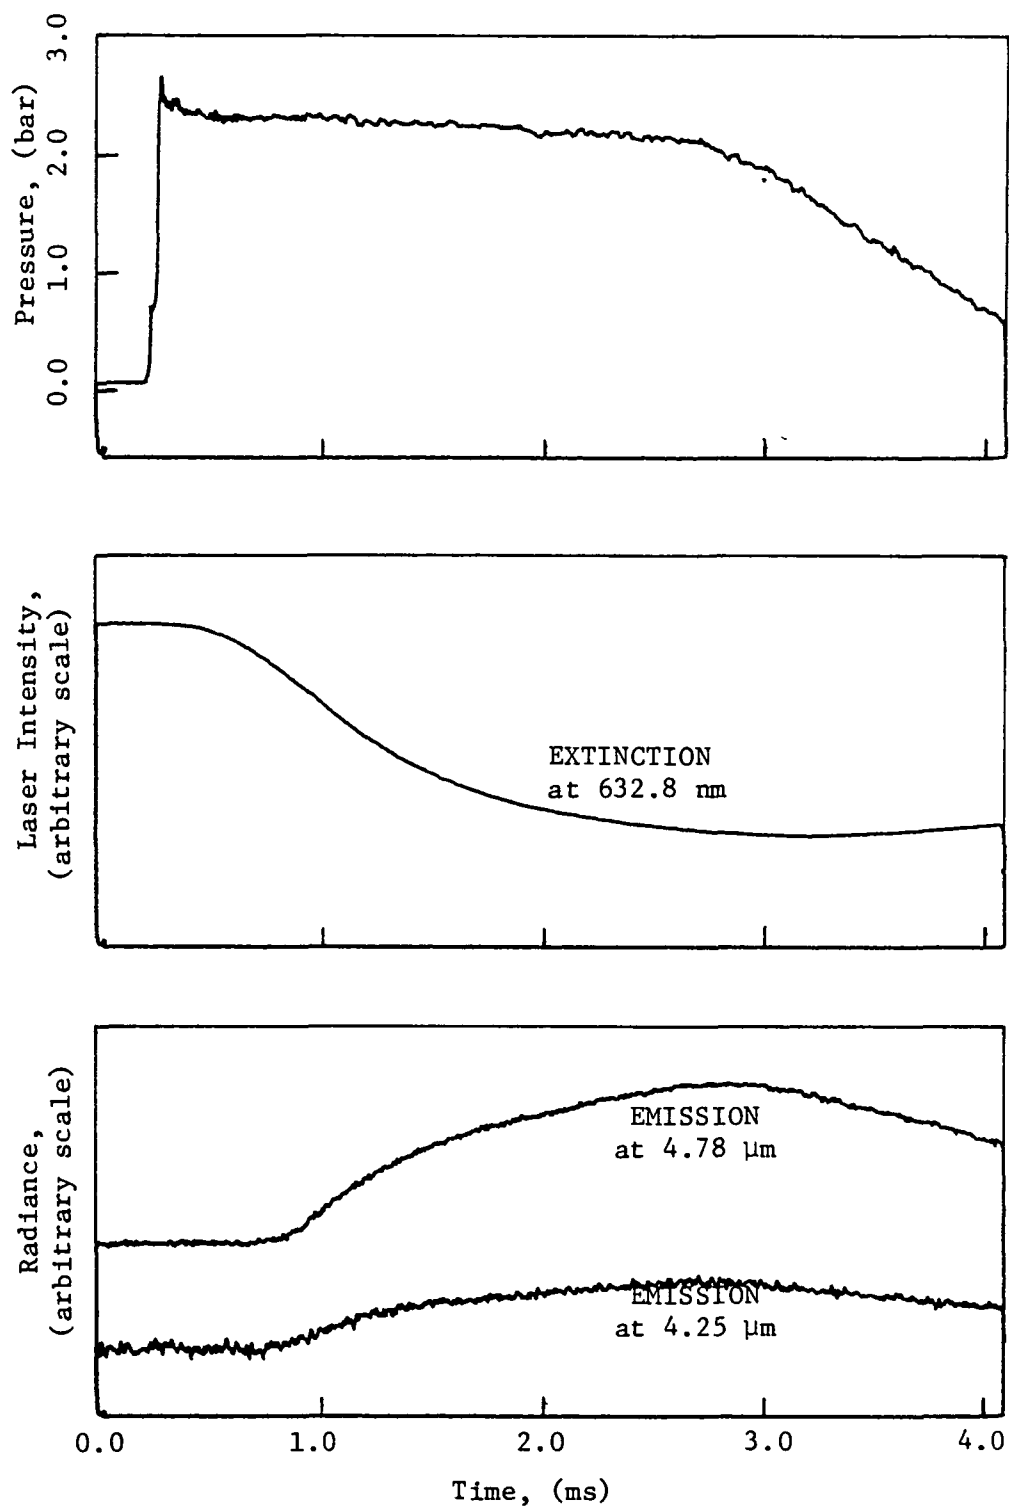 3.0
2.0
1.0
0.0
Pressure, (bar)
Laser Intensity,
(arbitrary scale)
EXTINCTION
at 632.8 nm
Radiance,
(arbitrary scale)
EMISSION
at 4.78 μm
EMISSION
at 4.25 μm
0.0 1.0 2.0 3.0 4.0
Time, (ms)